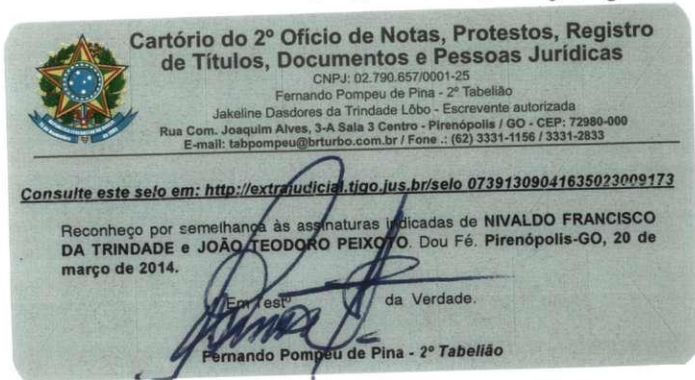 Cartório do 2º Ofício de Notas, Protestos, Registro
de Títulos, Documentos e Pessoas Jurídicas
CNPJ: 02.790.657/0001-25
Fernando Pompeu de Pina - 2º Tabelião
Jakeline Dasdores da Trindade Lôbo - Escrevente autorizada
Rua Com. Joaquim Alves, 3-A Sala 3 Centro - Pirenópolis / GO - CEP: 72980-000
E-mail: tabpompeu@brturbo.com.br / Fone .: (62) 3331-1156 / 3331-2833
Consulte este selo em: http://extrajudicial.tjgo.jus.br/selo 07391309041635023009173
Reconheço por semelhança às assinaturas indicadas de NIVALDO FRANCISCO
DA TRINDADE e JOÃO TEODORO PEIXOTO. Dou Fé. Pirenópolis-GO, 20 de
março de 2014.
Em Testº da Verdade.
Fernando Pompeu de Pina - 2º Tabelião